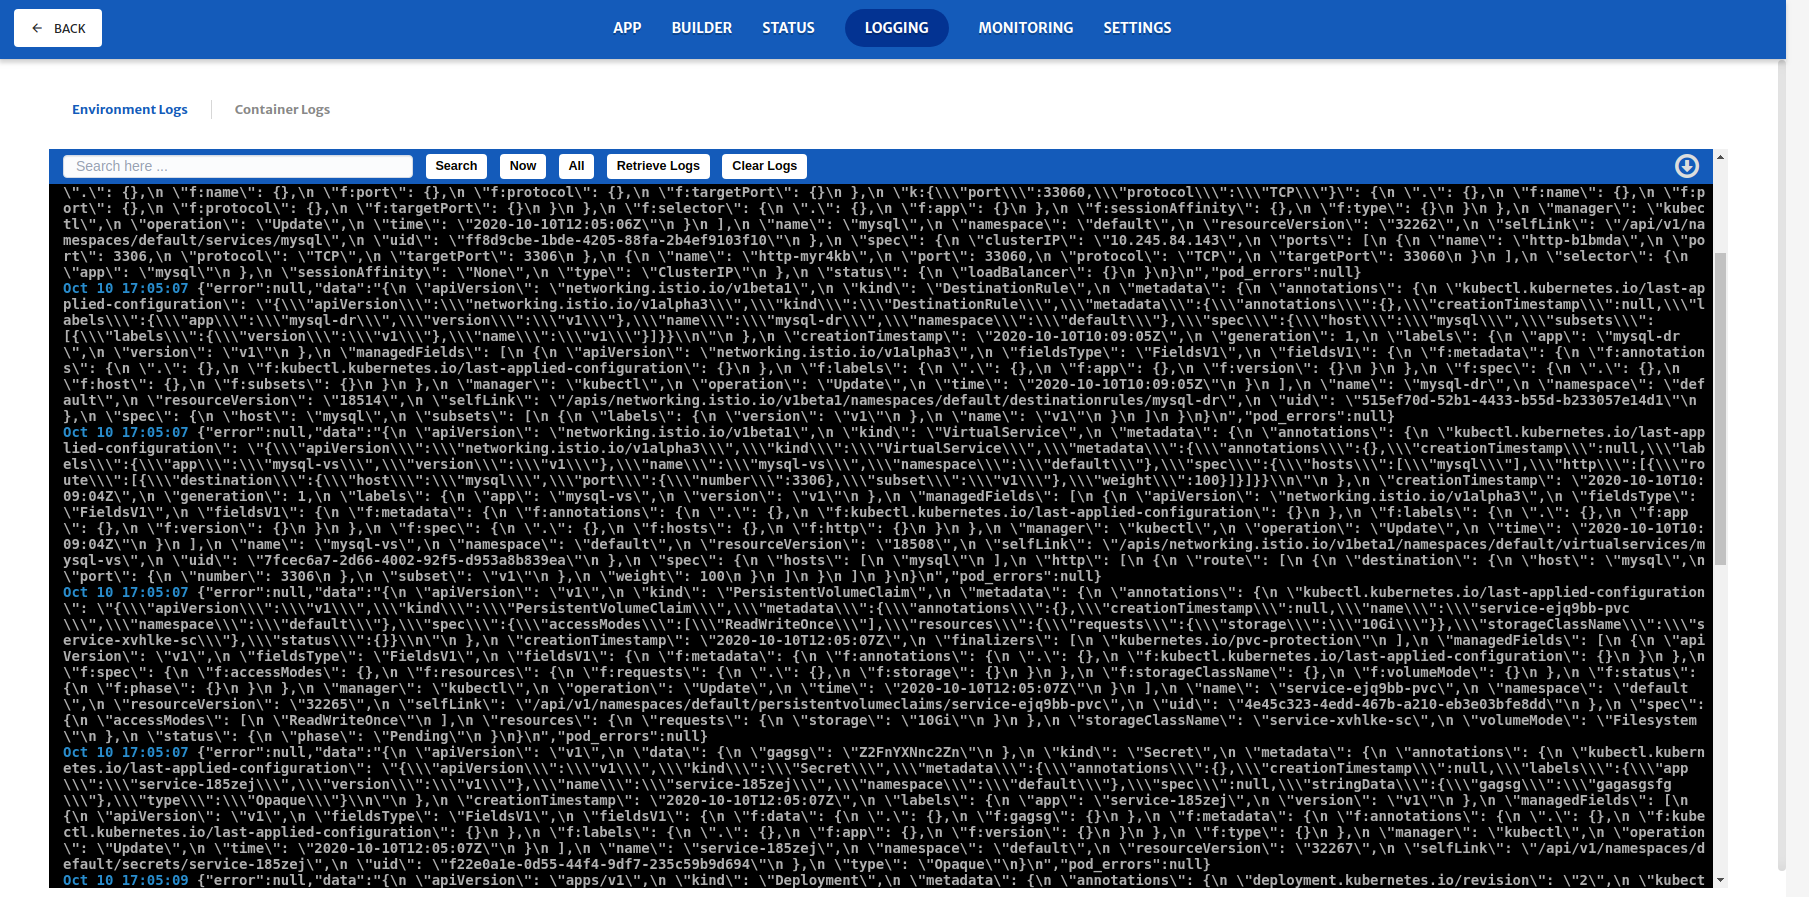 BACK
APP BUILDER STATUS LOGGING MONITORING SETTINGS
Environment Logs Container Logs
Search here ... Search Now All Retrieve Logs Clear Logs
\".\": {},\n \"f:name\": {},\n \"f:port\": {},\n \"f:protocol\": {},\n \"f:targetPort\": {}\n },\n \"k:{\\\"port\\\":33060,\\\"protocol\\\":\\\"TCP\\\"}\": {\n \".\": {},\n \"f:name\": {},\n \"f:p
ort\": {},\n \"f:protocol\": {},\n \"f:targetPort\": {}\n }\n },\n \"f:selector\": {\n \".\": {},\n \"f:app\": {}\n },\n \"f:sessionAffinity\": {},\n \"f:type\": {}\n }\n },\n \"manager\": \"kubec
tl\",\n \"operation\": \"Update\",\n \"time\": \"2020-10-10T12:05:06Z\"\n }\n ],\n \"name\": \"mysql\",\n \"namespace\": \"default\",\n \"resourceVersion\": \"32262\",\n \"selfLink\": \"/api/v1/na
mespaces/default/services/mysql\",\n \"uid\": \"ff8d9cbe-1bde-4205-88fa-2b4ef9103f10\"\n },\n \"spec\": {\n \"clusterIP\": \"10.245.84.143\",\n \"ports\": [\n {\n \"name\": \"http-b1bmda\",\n \"po
rt\": 3306,\n \"protocol\": \"TCP\",\n \"targetPort\": 3306\n },\n {\n \"name\": \"http-myr4kb\",\n \"port\": 33060,\n \"protocol\": \"TCP\",\n \"targetPort\": 33060\n }\n ],\n \"selector\": {\n
\"app\": \"mysql\"\n },\n \"sessionAffinity\": \"None\",\n \"type\": \"ClusterIP\"\n },\n \"status\": {\n \"loadBalancer\": {}\n }\n}\n","pod_errors":null}
Oct 10 17:05:07 {"error":null,"data":"{\n \"apiVersion\": \"networking.istio.io/v1beta1\",\n \"kind\": \"DestinationRule\",\n \"metadata\": {\n \"annotations\": {\n \"kubectl.kubernetes.io/last-ap
plied-configuration\": \"{\\\"apiVersion\\\":\\\"networking.istio.io/v1alpha3\\\",\\\"kind\\\":\\\"DestinationRule\\\",\\\"metadata\\\":{\\\"annotations\\\":{},\\\"creationTimestamp\\\":null,\\\"l
abels\\\":{\\\"app\\\":\\\"mysql-dr\\\",\\\"version\\\":\\\"v1\\\"},\\\"name\\\":\\\"mysql-dr\\\",\\\"namespace\\\":\\\"default\\\"},\\\"spec\\\":{\\\"host\\\":\\\"mysql\\\",\\\"subsets\\\":
[{\\\"labels\\\":{\\\"version\\\":\\\"v1\\\"},\\\"name\\\":\\\"v1\\\"}]}}\\n\"\n },\n \"creationTimestamp\": \"2020-10-10T10:09:05Z\",\n \"generation\": 1,\n \"labels\": {\n \"app\": \"mysql-dr
\",\n \"version\": \"v1\"\n },\n \"managedFields\": [\n {\n \"apiVersion\": \"networking.istio.io/v1alpha3\",\n \"fieldsType\": \"FieldsV1\",\n \"fieldsV1\": {\n \"f:metadata\": {\n \"f:annotation
s\": {\n \".\": {},\n \"f:kubectl.kubernetes.io/last-applied-configuration\": {}\n },\n \"f:labels\": {\n \".\": {},\n \"f:app\": {},\n \"f:version\": {}\n }\n },\n \"f:spec\": {\n \".\": {},\n
\"f:host\": {},\n \"f:subsets\": {}\n }\n },\n \"manager\": \"kubectl\",\n \"operation\": \"Update\",\n \"time\": \"2020-10-10T10:09:05Z\"\n }\n ],\n \"name\": \"mysql-dr\",\n \"namespace\": \"def
ault\",\n \"resourceVersion\": \"18514\",\n \"selfLink\": \"/apis/networking.istio.io/v1beta1/namespaces/default/destinationrules/mysql-dr\",\n \"uid\": \"515ef70d-52b1-4433-b55d-b233057e14d1\"\n
},\n \"spec\": {\n \"host\": \"mysql\",\n \"subsets\": [\n {\n \"labels\": {\n \"version\": \"v1\"\n },\n \"name\": \"v1\"\n }\n ]\n }\n}\n","pod_errors":null}
Oct 10 17:05:07 {"error":null,"data":"{\n \"apiVersion\": \"networking.istio.io/v1beta1\",\n \"kind\": \"VirtualService\",\n \"metadata\": {\n \"annotations\": {\n \"kubectl.kubernetes.io/last-app
lied-configuration\": \"{\\\"apiVersion\\\":\\\"networking.istio.io/v1alpha3\\\",\\\"kind\\\":\\\"VirtualService\\\",\\\"metadata\\\":{\\\"annotations\\\":{},\\\"creationTimestamp\\\":null,\\\"lab
els\\\":{\\\"app\\\":\\\"mysql-vs\\\",\\\"version\\\":\\\"v1\\\"},\\\"name\\\":\\\"mysql-vs\\\",\\\"namespace\\\":\\\"default\\\"},\\\"spec\\\":{\\\"hosts\\\":[\\\"mysql\\\"],\\\"http\\\":[{\\\"ro
ute\\\":[{\\\"destination\\\":{\\\"host\\\":\\\"mysql\\\",\\\"port\\\":{\\\"number\\\":3306},\\\"subset\\\":\\\"v1\\\"},\\\"weight\\\":100}]}]}}\\n\"\n },\n \"creationTimestamp\": \"2020-10-10T10:
09:04Z\",\n \"generation\": 1,\n \"labels\": {\n \"app\": \"mysql-vs\",\n \"version\": \"v1\"\n },\n \"managedFields\": [\n {\n \"apiVersion\": \"networking.istio.io/v1alpha3\",\n \"fieldsType\":
\"FieldsV1\",\n \"fieldsV1\": {\n \"f:metadata\": {\n \"f:annotations\": {\n \".\": {},\n \"f:kubectl.kubernetes.io/last-applied-configuration\": {}\n },\n \"f:labels\": {\n \".\": {},\n \"f:app
\": {},\n \"f:version\": {}\n }\n },\n \"f:spec\": {\n \".\": {},\n \"f:hosts\": {},\n \"f:http\": {}\n }\n },\n \"manager\": \"kubectl\",\n \"operation\": \"Update\",\n \"time\": \"2020-10-10T10:
09:04Z\"\n }\n ],\n \"name\": \"mysql-vs\",\n \"namespace\": \"default\",\n \"resourceVersion\": \"18508\",\n \"selfLink\": \"/apis/networking.istio.io/v1beta1/namespaces/default/virtualservices/m
ysql-vs\",\n \"uid\": \"7fcec6a7-2d66-4002-92f5-d953a8b839ea\"\n },\n \"spec\": {\n \"hosts\": [\n \"mysql\"\n ],\n \"http\": [\n {\n \"route\": [\n {\n \"destination\": {\n \"host\": \"mysql\",\n
\"port\": {\n \"number\": 3306\n },\n \"subset\": \"v1\"\n },\n \"weight\": 100\n }\n ]\n }\n ]\n }\n}\n","pod_errors":null}
Oct 10 17:05:07 {"error":null,"data":"{\n \"apiVersion\": \"v1\",\n \"kind\": \"PersistentVolumeClaim\",\n \"metadata\": {\n \"annotations\": {\n \"kubectl.kubernetes.io/last-applied-configuration
\": \"{\\\"apiVersion\\\":\\\"v1\\\",\\\"kind\\\":\\\"PersistentVolumeClaim\\\",\\\"metadata\\\":{\\\"annotations\\\":{},\\\"creationTimestamp\\\":null,\\\"name\\\":\\\"service-ejq9bb-pvc
\\\",\\\"namespace\\\":\\\"default\\\"},\\\"spec\\\":{\\\"accessModes\\\":[\\\"ReadWriteOnce\\\"],\\\"resources\\\":{\\\"requests\\\":{\\\"storage\\\":\\\"10Gi\\\"}},\\\"storageClassName\\\":\\\"s
ervice-xvhlke-sc\\\"},\\\"status\\\":{}}\\n\"\n },\n \"creationTimestamp\": \"2020-10-10T12:05:07Z\",\n \"finalizers\": [\n \"kubernetes.io/pvc-protection\"\n ],\n \"managedFields\": [\n {\n \"api
Version\": \"v1\",\n \"fieldsType\": \"FieldsV1\",\n \"fieldsV1\": {\n \"f:metadata\": {\n \"f:annotations\": {\n \".\": {},\n \"f:kubectl.kubernetes.io/last-applied-configuration\": {}\n }\n },\n
\"f:spec\": {\n \"f:accessModes\": {},\n \"f:resources\": {\n \"f:requests\": {\n \".\": {},\n \"f:storage\": {}\n }\n },\n \"f:storageClassName\": {},\n \"f:volumeMode\": {}\n },\n \"f:status\":
{\n \"f:phase\": {}\n }\n },\n \"manager\": \"kubectl\",\n \"operation\": \"Update\",\n \"time\": \"2020-10-10T12:05:07Z\"\n }\n ],\n \"name\": \"service-ejq9bb-pvc\",\n \"namespace\": \"default
\",\n \"resourceVersion\": \"32265\",\n \"selfLink\": \"/api/v1/namespaces/default/persistentvolumeclaims/service-ejq9bb-pvc\",\n \"uid\": \"4e45c323-4edd-467b-a210-eb3e03bfe8dd\"\n },\n \"spec\":
{\n \"accessModes\": [\n \"ReadWriteOnce\"\n ],\n \"resources\": {\n \"requests\": {\n \"storage\": \"10Gi\"\n }\n },\n \"storageClassName\": \"service-xvhlke-sc\",\n \"volumeMode\": \"Filesystem
\"\n },\n \"status\": {\n \"phase\": \"Pending\"\n }\n}\n","pod_errors":null}
Oct 10 17:05:07 {"error":null,"data":"{\n \"apiVersion\": \"v1\",\n \"data\": {\n \"gagsg\": \"Z2FnYXNnc2Zn\"\n },\n \"kind\": \"Secret\",\n \"metadata\": {\n \"annotations\": {\n \"kubectl.kubern
etes.io/last-applied-configuration\": \"{\\\"apiVersion\\\":\\\"v1\\\",\\\"kind\\\":\\\"Secret\\\",\\\"metadata\\\":{\\\"annotations\\\":{},\\\"creationTimestamp\\\":null,\\\"labels\\\":{\\\"app
\\\":\\\"service-185zej\\\",\\\"version\\\":\\\"v1\\\"},\\\"name\\\":\\\"service-185zej\\\",\\\"namespace\\\":\\\"default\\\"},\\\"spec\\\":null,\\\"stringData\\\":{\\\"gagsg\\\":\\\"gagasgsfg
\\\"},\\\"type\\\":\\\"Opaque\\\"}\\n\"\n },\n \"creationTimestamp\": \"2020-10-10T12:05:07Z\",\n \"labels\": {\n \"app\": \"service-185zej\",\n \"version\": \"v1\"\n },\n \"managedFields\": [\n
{\n \"apiVersion\": \"v1\",\n \"fieldsType\": \"FieldsV1\",\n \"fieldsV1\": {\n \"f:data\": {\n \".\": {},\n \"f:gagsg\": {}\n },\n \"f:metadata\": {\n \"f:annotations\": {\n \".\": {},\n \"f:kube
ctl.kubernetes.io/last-applied-configuration\": {}\n },\n \"f:labels\": {\n \".\": {},\n \"f:app\": {},\n \"f:version\": {}\n }\n },\n \"f:type\": {}\n },\n \"manager\": \"kubectl\",\n \"operation
\": \"Update\",\n \"time\": \"2020-10-10T12:05:07Z\"\n }\n ],\n \"name\": \"service-185zej\",\n \"namespace\": \"default\",\n \"resourceVersion\": \"32267\",\n \"selfLink\": \"/api/v1/namespaces/d
efault/secrets/service-185zej\",\n \"uid\": \"f22e0a1e-0d55-44f4-9df7-235c59b9d694\"\n },\n \"type\": \"Opaque\"\n}\n","pod_errors":null}
Oct 10 17:05:09 {"error":null,"data":"{\n \"apiVersion\": \"apps/v1\",\n \"kind\": \"Deployment\",\n \"metadata\": {\n \"annotations\": {\n \"deployment.kubernetes.io/revision\": \"2\",\n \"kubect